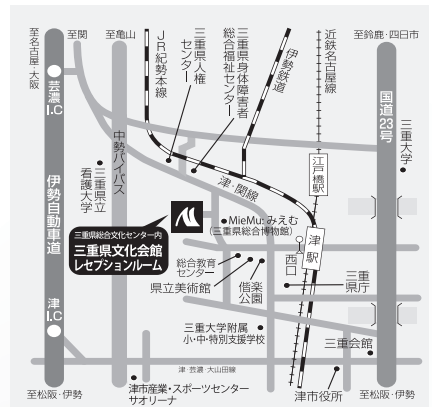 至名古屋・大阪
至関
至亀山
至鈴鹿・四日市
芸濃I.C
伊勢自動車道
津I.C
中勢バイパス
JR紀勢本線
三重県人権センター
三重県身体障害者総合福祉センター
伊勢鉄道
近鉄名古屋線
国道23号
三重大学
江戸橋駅
三重県立看護大学
津・関線
三重県総合文化センター内
三重県文化会館
レセプションルーム
MieMu:みえむ
(三重県総合博物館)
津駅
西口
総合教育センター
県立美術館
偕楽公園
三重県庁
三重大学附属
小・中・特別支援学校
三重会館
津・芸濃・大山田線
津市産業・スポーツセンター
サオリーナ
津市役所
至松阪・伊勢
至松阪・伊勢